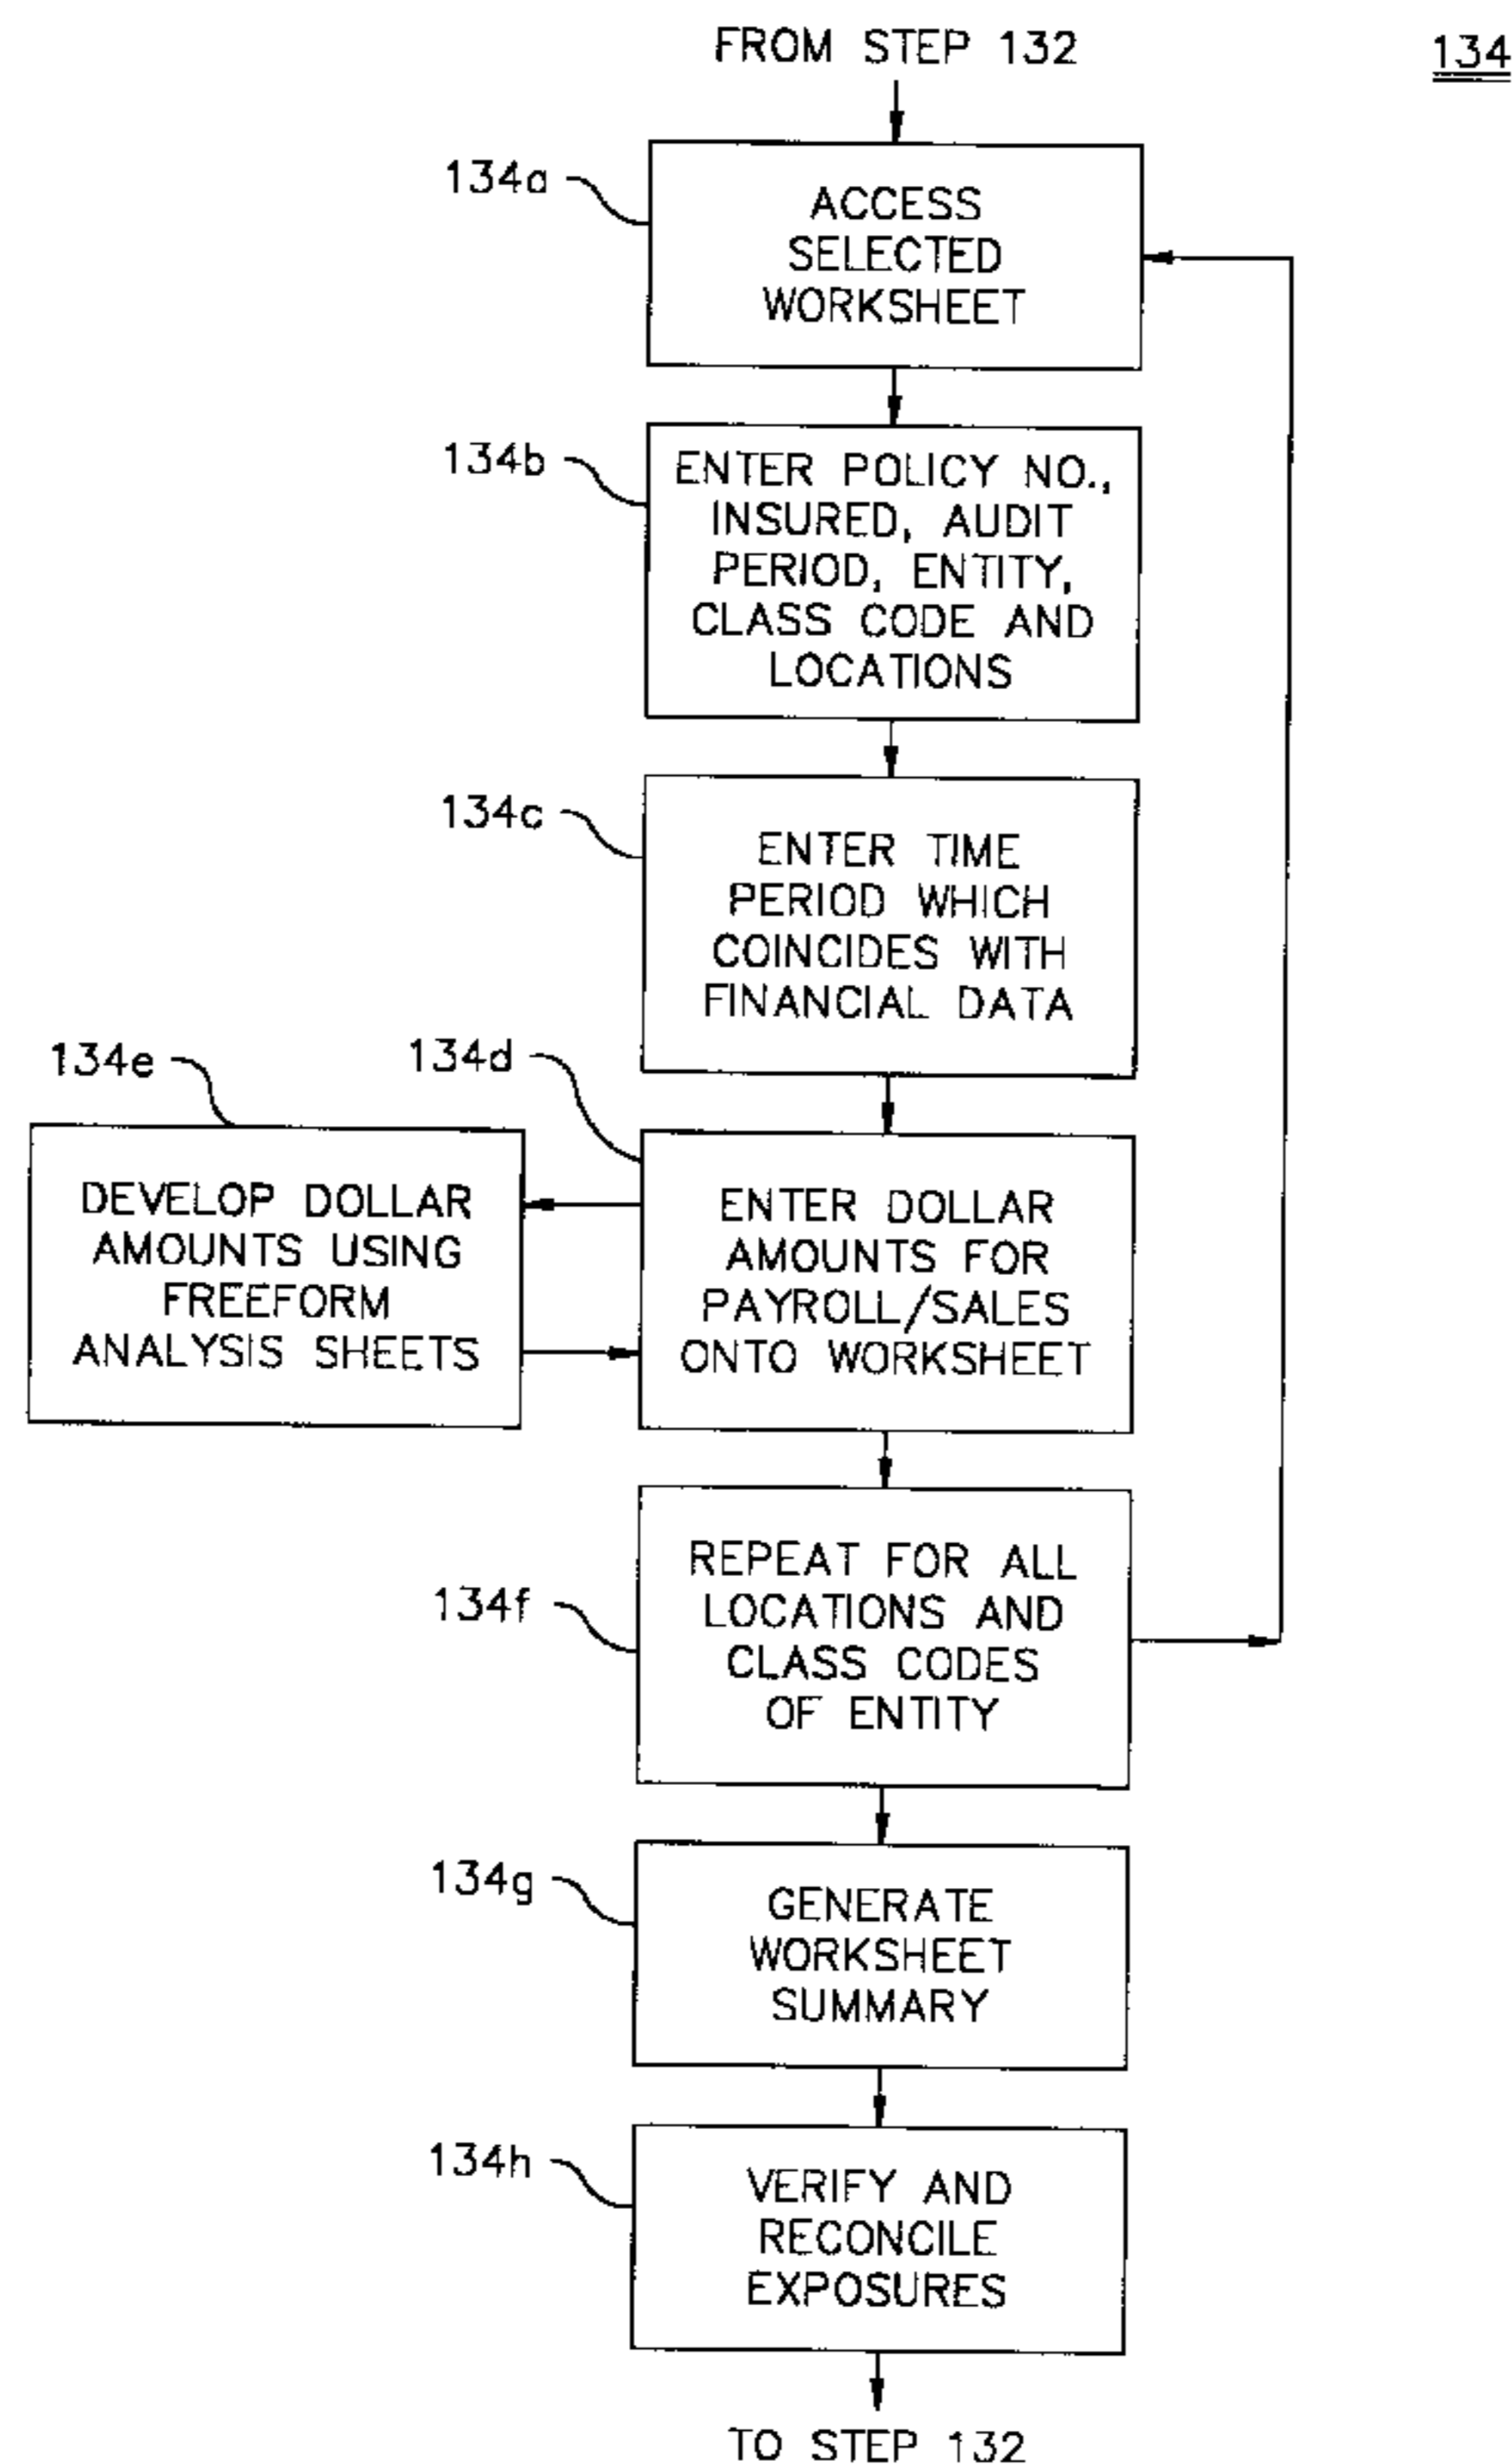 FROM STEP 132
134
134a
ACCESS
SELECTED
WORKSHEET
134b
ENTER POLICY NO.,
INSURED, AUDIT
PERIOD, ENTITY,
CLASS CODE AND
LOCATIONS
134c
ENTER TIME
PERIOD WHICH
COINCIDES WITH
FINANCIAL DATA
134e
DEVELOP DOLLAR
AMOUNTS USING
FREEFORM
ANALYSIS SHEETS
134d
ENTER DOLLAR
AMOUNTS FOR
PAYROLL/SALES
ONTO WORKSHEET
134f
REPEAT FOR ALL
LOCATIONS AND
CLASS CODES
OF ENTITY
134g
GENERATE
WORKSHEET
SUMMARY
134h
VERIFY AND
RECONCILE
EXPOSURES
TO STEP 132